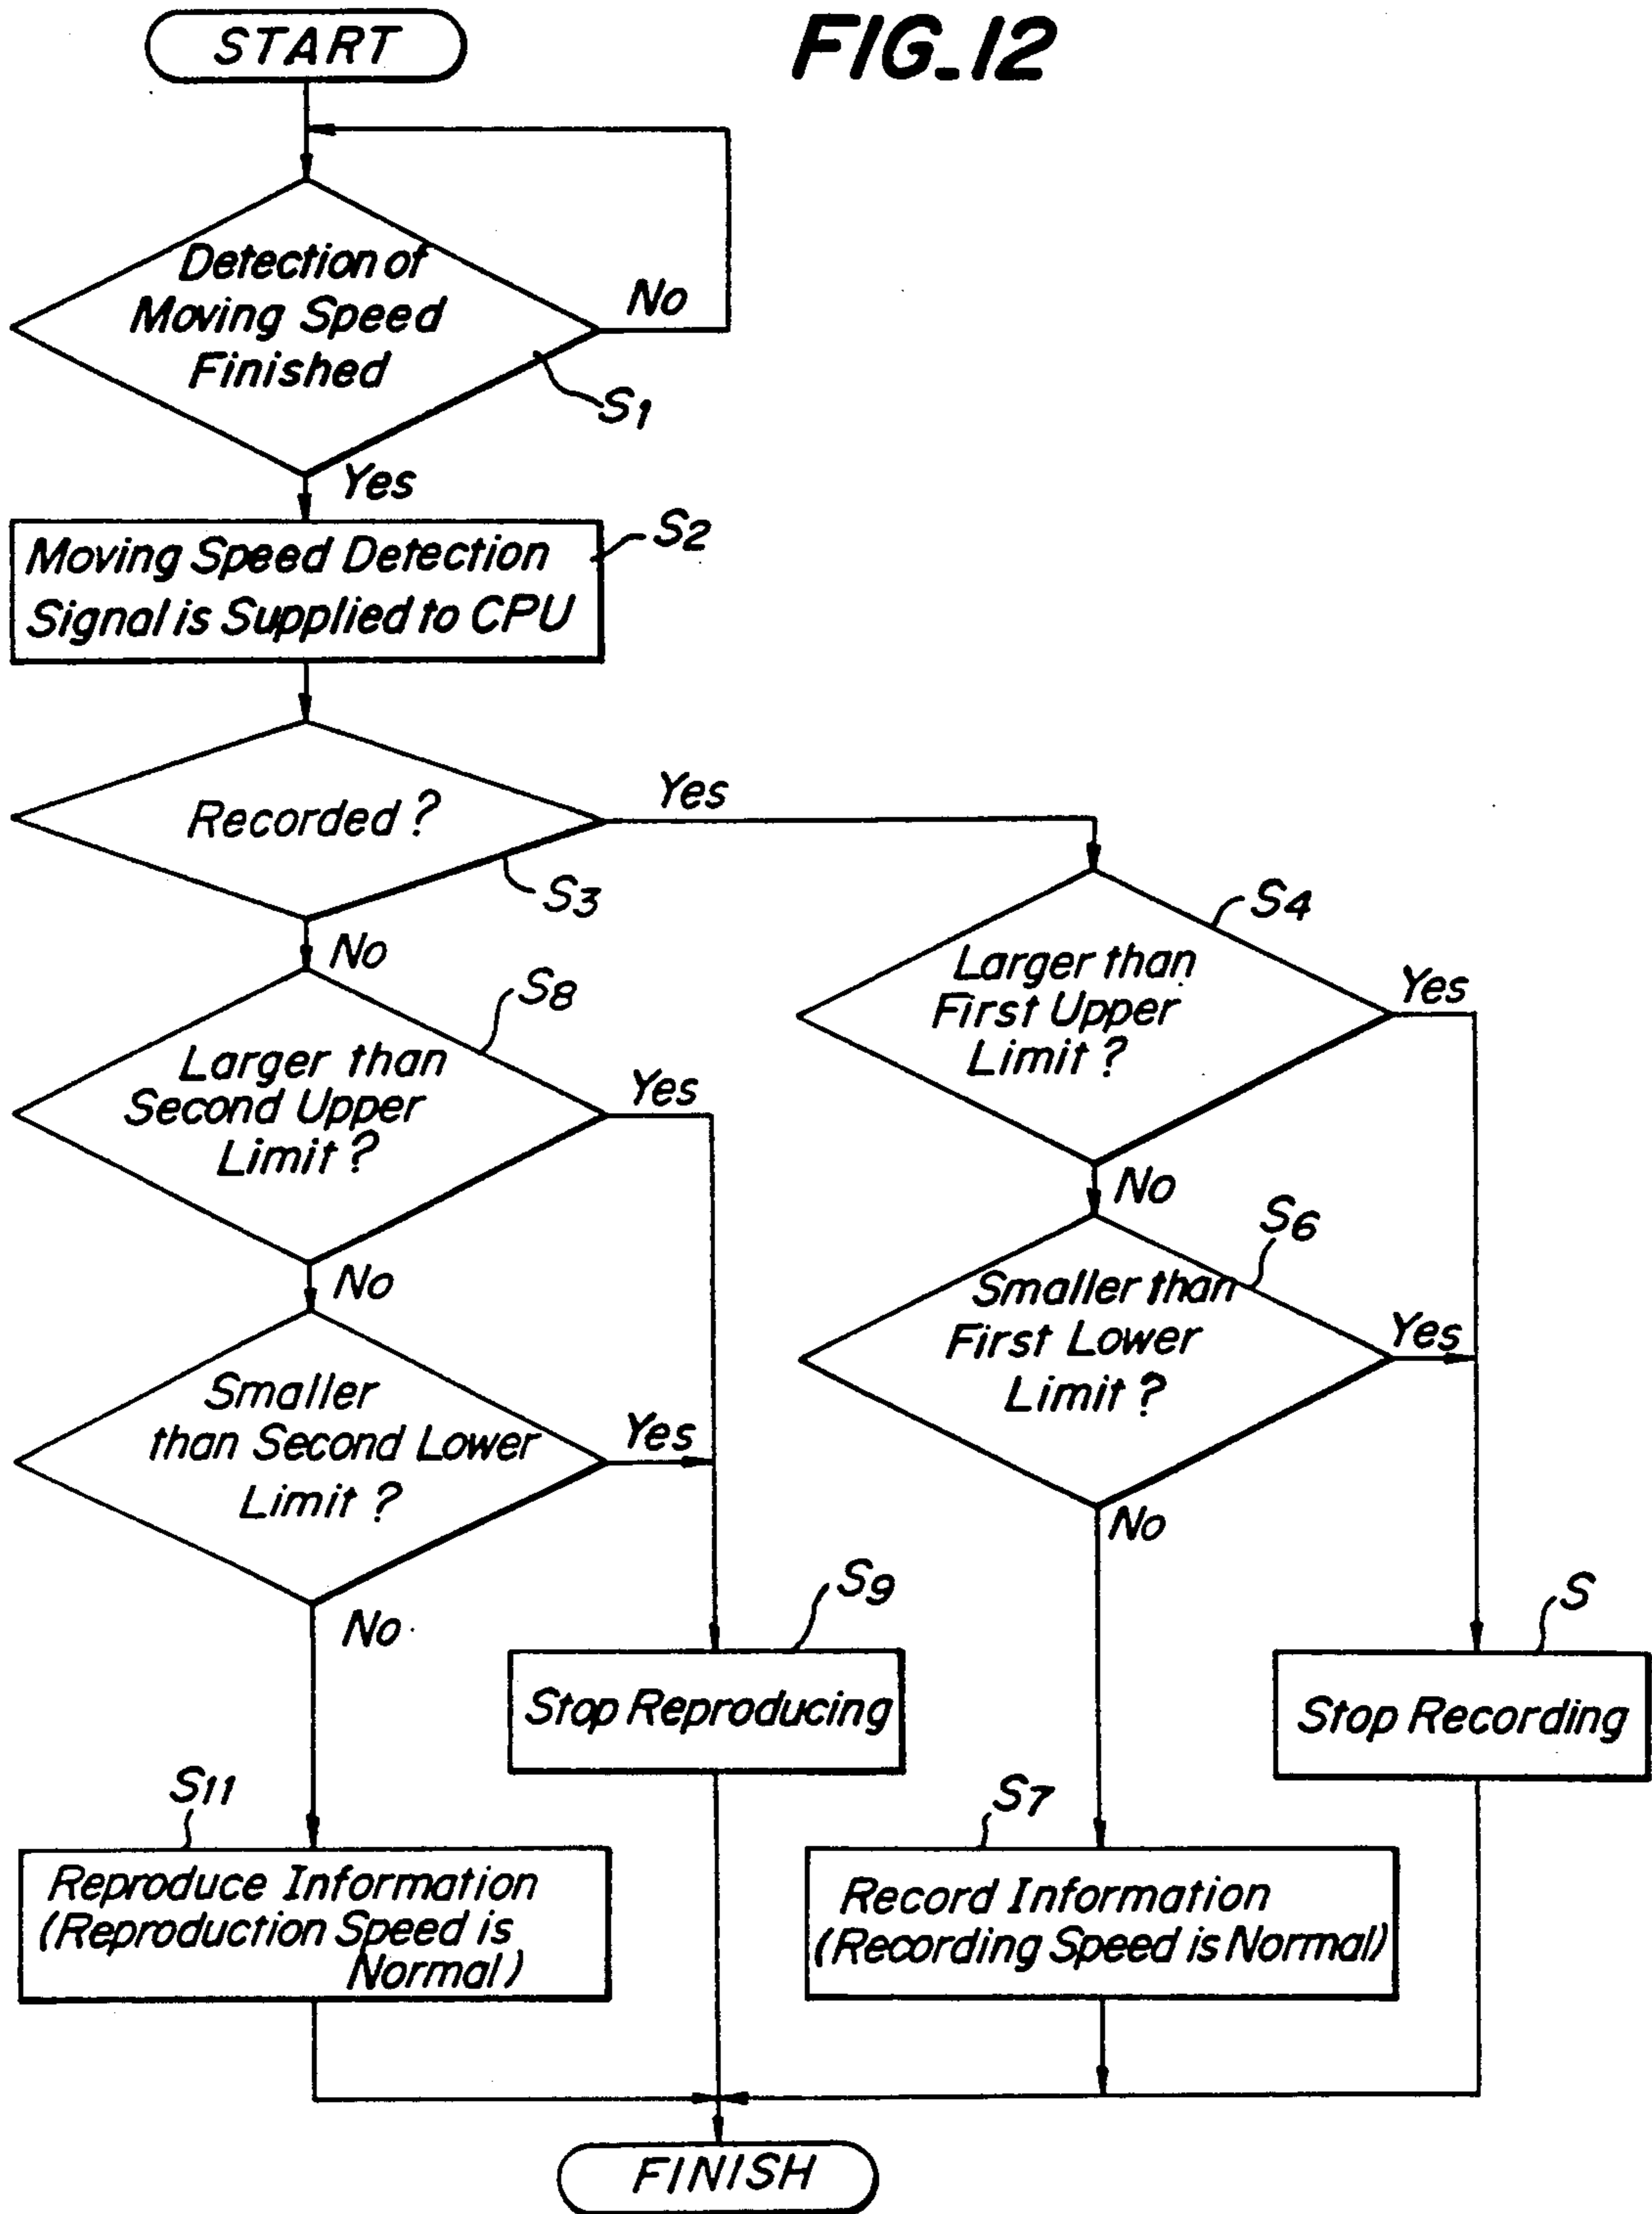 FIG_12
START
Detection of
Moving Speed
Finished
No
S1
Yes
Moving Speed Detection
Signal is Supplied to CPU
S2
Recorded?
Yes
S3
No
Larger than
First Upper
Limit?
S4
Yes
No
Larger than
Second Upper
Limit?
S8
Yes
No
Smaller than
First Lower
Limit?
S6
Yes
No
Smaller
than Second Lower
Limit?
Yes
No
S9
Stop Reproducing
S
Stop Recording
S11
Reproduce Information
(Reproduction Speed is
Normal)
S7
Record Information
(Recording Speed is Normal)
FINISH